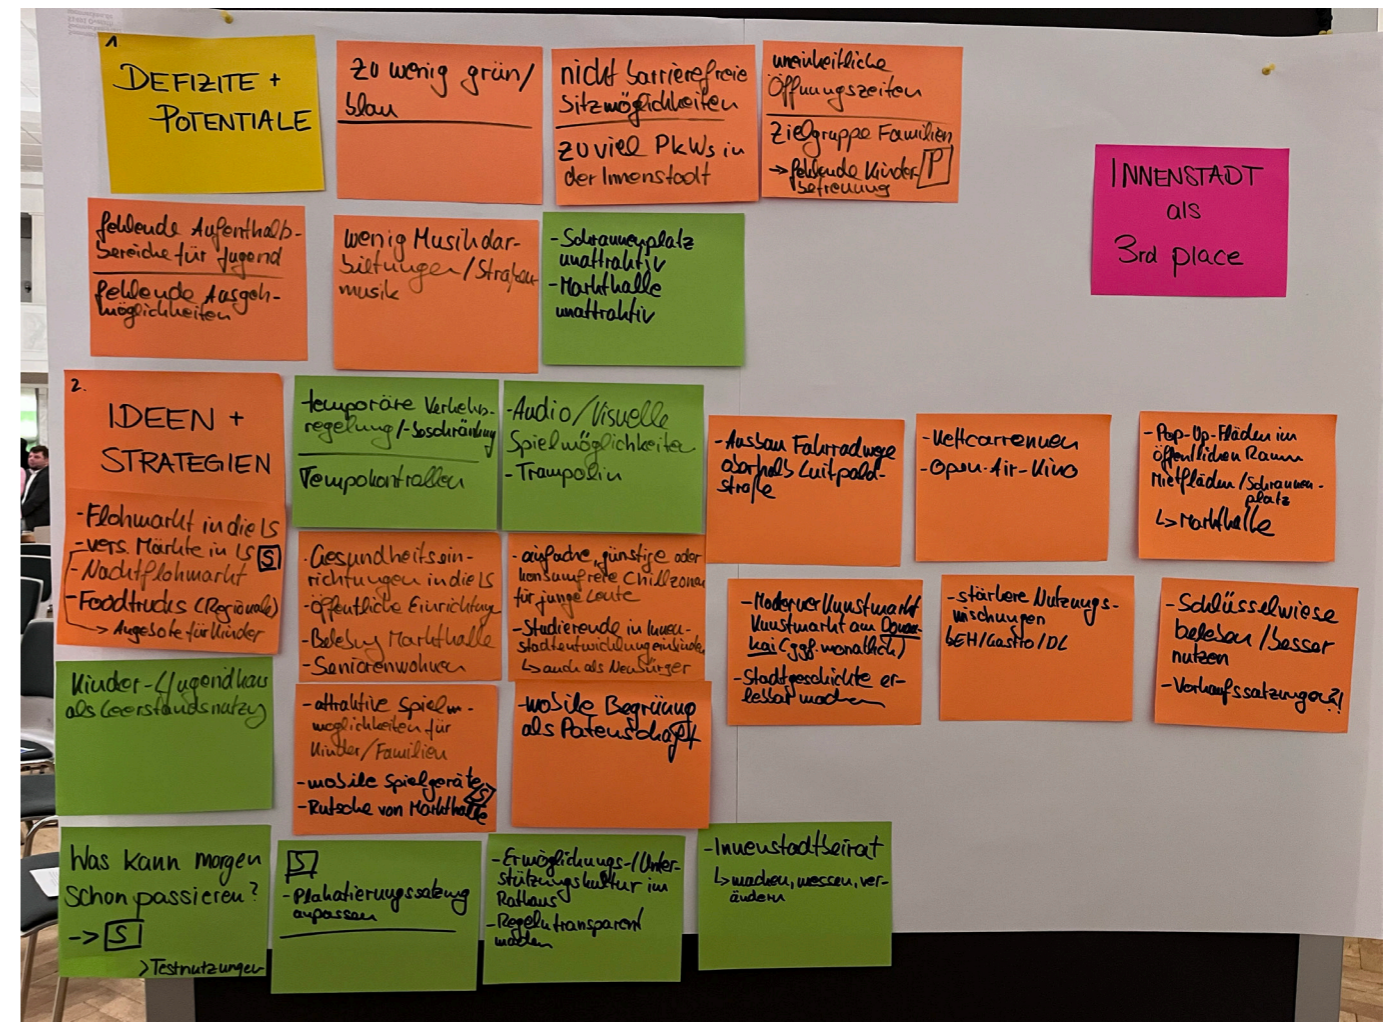 1.
DEFIZITE +
POTENTIALE
zu wenig grün/
blau
nicht barrierefreie
Sitzmöglichkeiten
zu viel PKWs in
der Innenstadt
uneinheitliche
Öffnungszeiten
Zielgruppe Familien
→ fehlende Kinder-
betreuung
P
INNENSTADT
als
3rd place
fehlende Aufenthalts-
bereiche für Jugend
fehlende Ausgeh-
möglichkeiten
wenig Musikdar-
bietungen/Straßen-
musik
- Schrannenplatz
unattraktiv
- Markthalle
unattraktiv
2.
IDEEN +
STRATEGIEN
- Flohmarkt in die IS
- vers. Märkte in IS S
- Nachtflohmarkt
- Foodtrucks (Regionale)
→ Angebote für Kinder
temporäre Verkehrs-
regelung/-beschränkung
Tempokontrollen
- Audio/Visuelle
Spielmöglichkeiten
- Trampolin
- Ausbau Fahrradwege
oberhalb Luitpold-
straße
- Kettcarrennen
- Open-Air-Kino
- Pop-Up-Flächen im
öffentlichen Raum
Mietflächen/Schrannen-
platz
↳ Markthalle
- Gesundheitsein-
richtungen in die IS
- öffentliche Einrichtung
- Belebung Markthalle
- Seniorenwohnen
- einfache, günstige oder
konsumfreie Chillzonen
für junge Leute
- Studierende in Innen-
stadtentwicklung einbinden
↳ auch als Neubürger
- Moderner Kunstmarkt
Kunstmarkt am Donau-
kai (ggf. monatlich)
- Stadtgeschichte er-
lebbar machen
- stärkere Nutzungs-
mischungen
EH/Gastro/DL
- Schlüsselwiese
beleben/besser
nutzen
- Vorkaufssatzungen?!
Kinder-/Jugendhaus
als Leerstandsnutzg
- attraktive Spielm-
möglichkeiten für
Kinder/Familien
- mobile Spielgeräte
S
- Rutsche von Markthalle
- mobile Begrünung
als Patenschaft
Was kann morgen
schon passieren?
-> S
> Testnutzungen
S
- Plakatierungssatzung
anpassen
- Ermöglichungs-/Unter-
stützungskultur im
Rathaus
- Regeln transparent
machen
- Innenstadtbeirat
↳ machen, messen, ver-
ändern